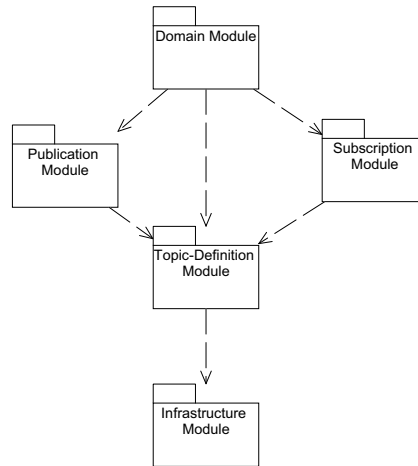 Domain Module
Publication
Module
Subscription
Module
Topic-Definition
Module
Infrastructure
Module